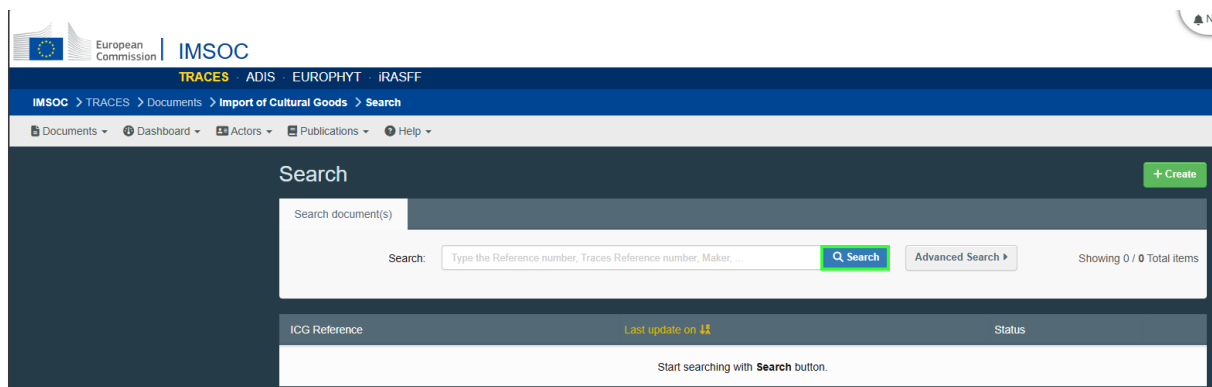 N
European
Commission
IMSOC
TRACES · ADIS · EUROPHYT · iRASFF
IMSOC > TRACES > Documents > Import of Cultural Goods > Search
Documents Dashboard Actors Publications Help
Search
+ Create
Search document(s)
Search: Type the Reference number, Traces Reference number, Maker, ... Search Advanced Search Showing 0 / 0 Total items
ICG Reference Last update on Status
Start searching with Search button.